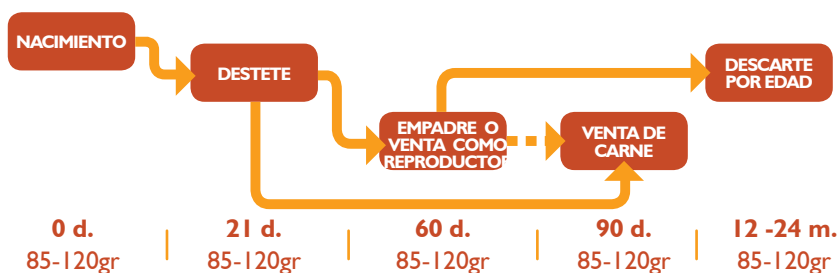 NACIMIENTO
DESTETE
EMPADRE O
VENTA COMO
REPRODUCTOR
VENTA DE
CARNE
DESCARTE
POR EDAD
0 d.
85-120gr
21 d.
85-120gr
60 d.
85-120gr
90 d.
85-120gr
12 -24 m.
85-120gr